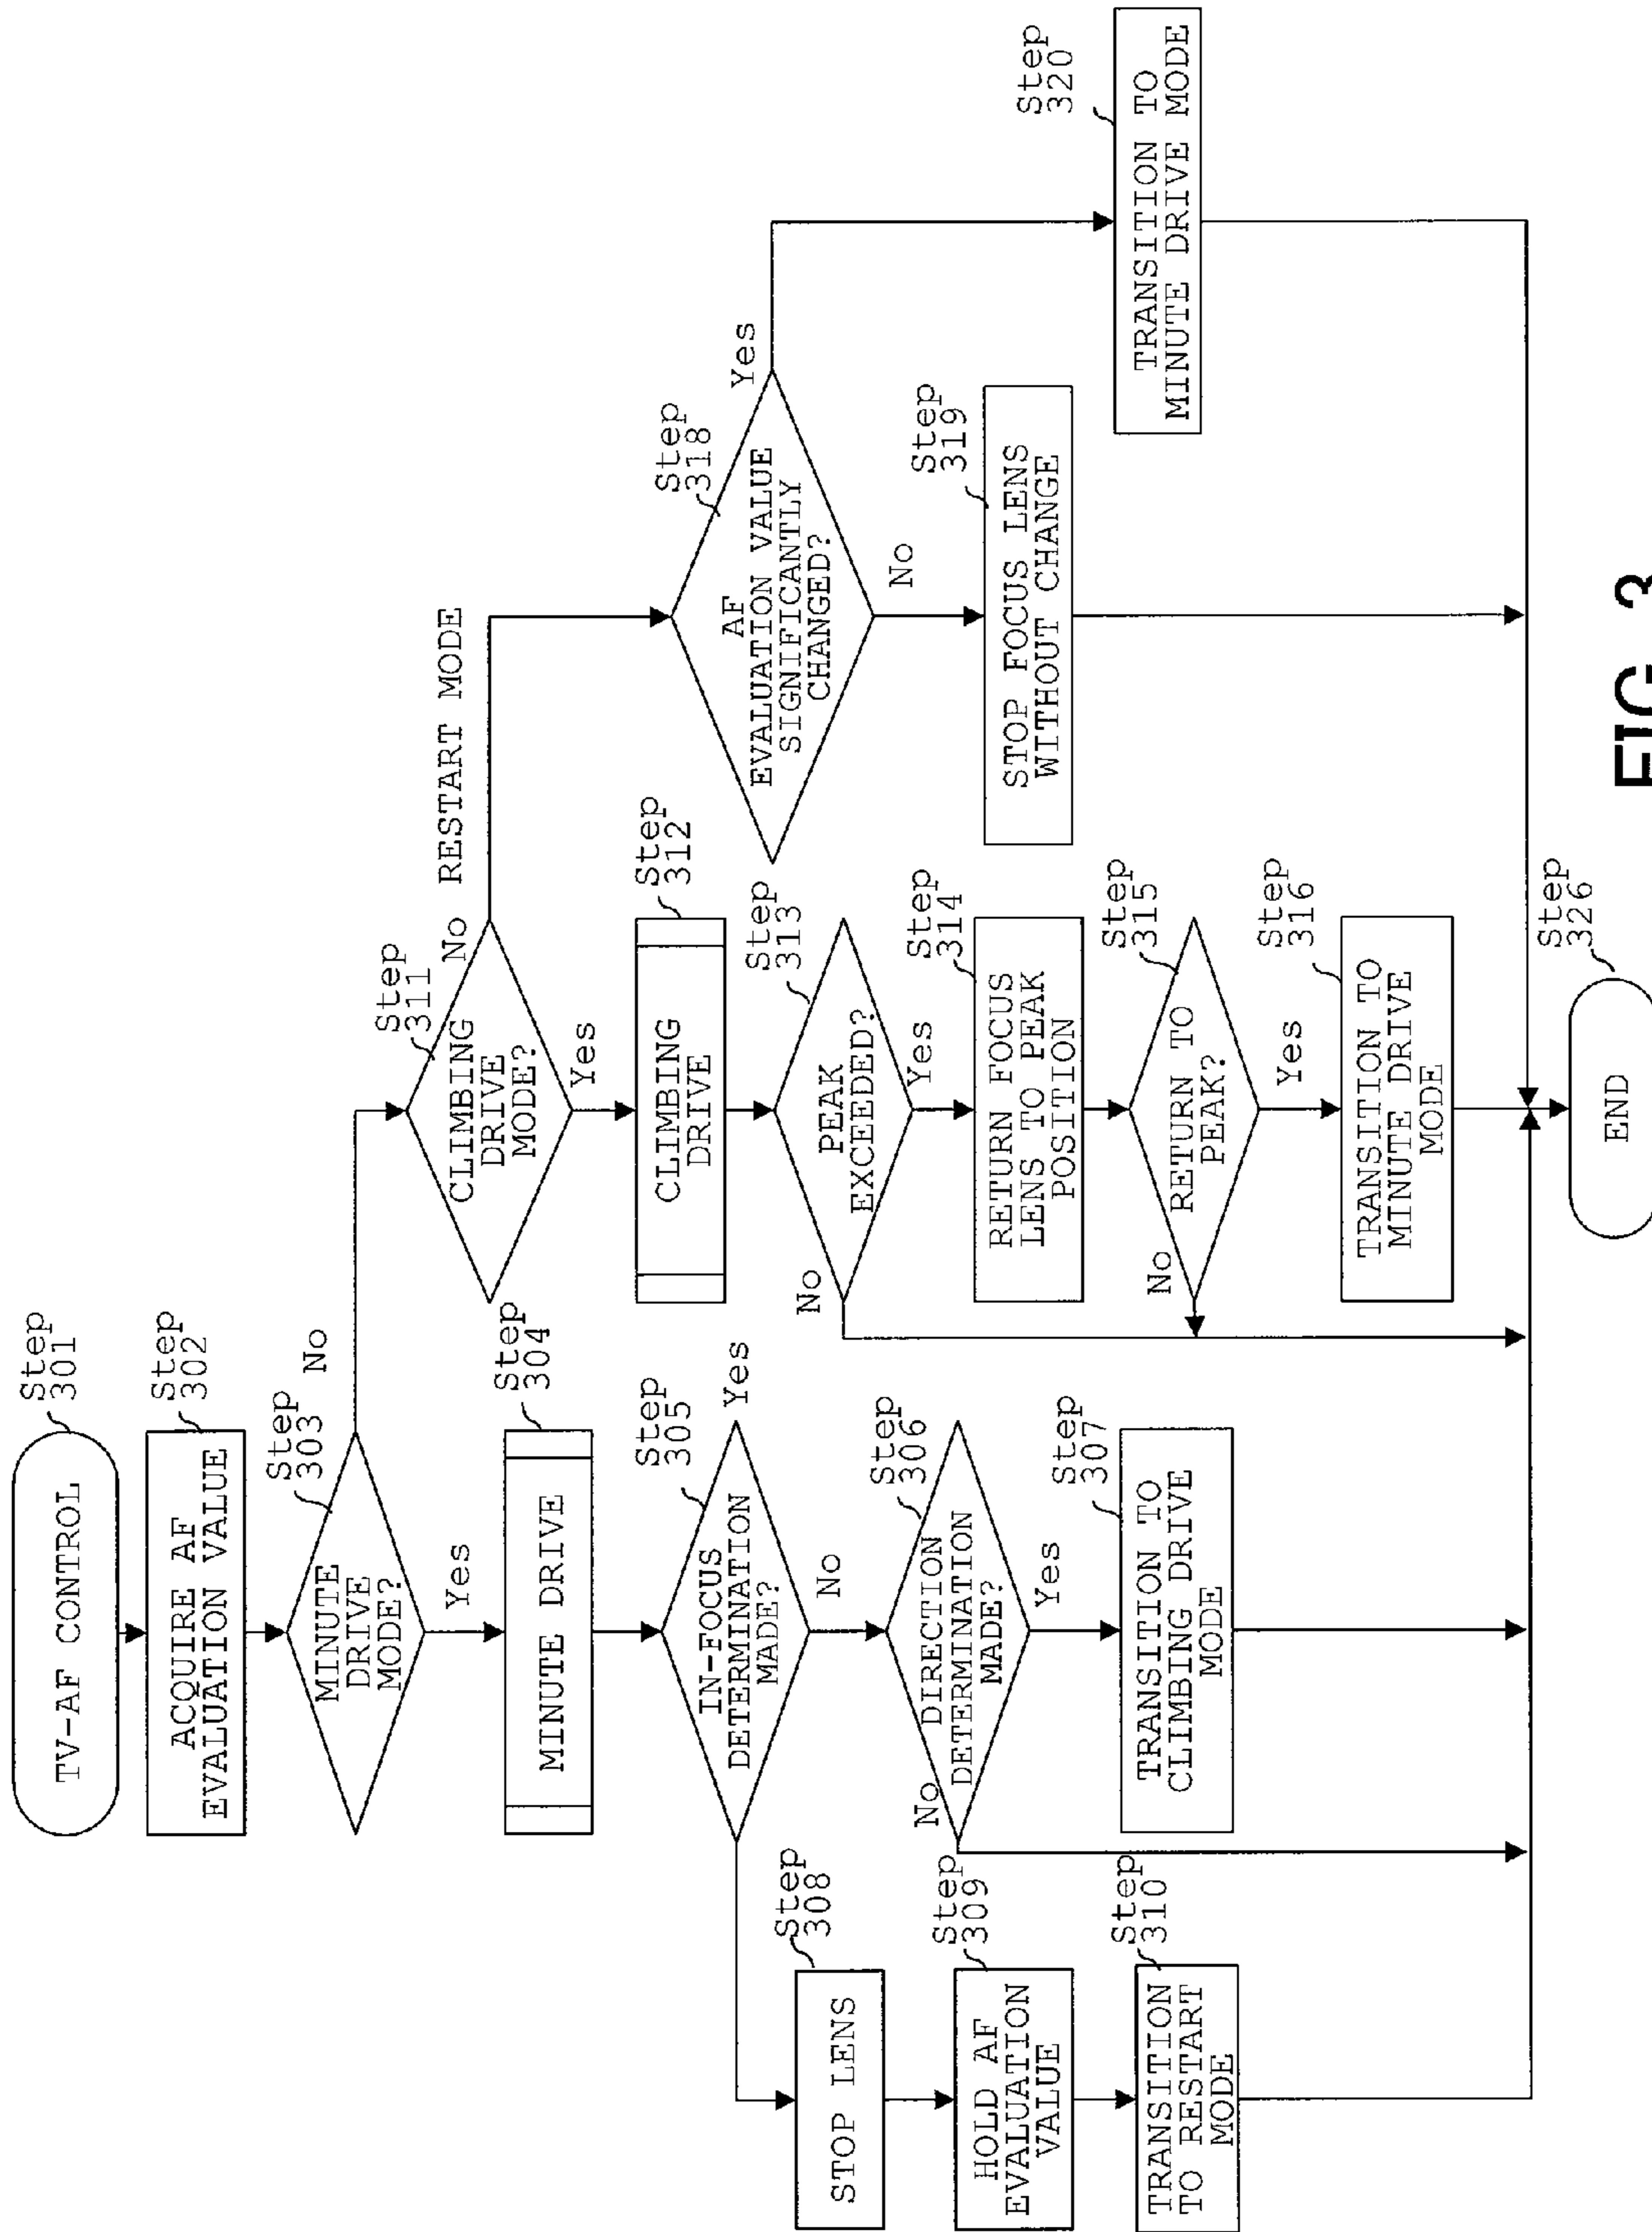 TV-AF CONTROL
Step
301
ACQUIRE AF
EVALUATION VALUE
Step
302
MINUTE
DRIVE
MODE?
Step
303
No
Yes
MINUTE DRIVE
Step
304
IN-FOCUS
DETERMINATION
MADE?
Step
305
Yes
No
DIRECTION
DETERMINATION
MADE?
Step
306
No
Yes
TRANSITION TO
CLIMBING DRIVE
MODE
Step
307
STOP LENS
Step
308
HOLD AF
EVALUATION
VALUE
Step
309
TRANSITION
TO RESTART
MODE
Step
310
CLIMBING
DRIVE
MODE?
Step
311
No
RESTART MODE
Yes
CLIMBING
DRIVE
Step
312
PEAK
EXCEEDED?
Step
313
No
Yes
RETURN FOCUS
LENS TO PEAK
POSITION
Step
314
RETURN TO
PEAK?
Step
315
No
Yes
TRANSITION TO
MINUTE DRIVE
MODE
Step
316
AF
EVALUATION VALUE
SIGNIFICANTLY
CHANGED?
Step
318
Yes
No
STOP FOCUS LENS
WITHOUT CHANGE
Step
319
TRANSITION TO
MINUTE DRIVE MODE
Step
320
END
Step
326
FIG. 3